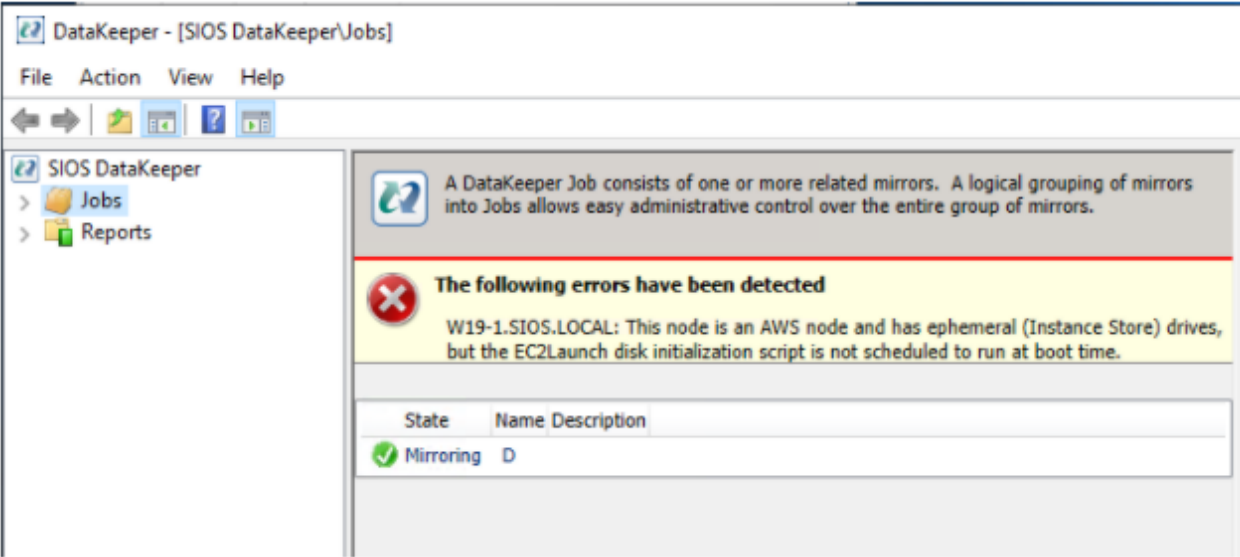 DataKeeper - [SIOS DataKeeper\Jobs]
File Action View Help
SIOS DataKeeper
Jobs
Reports
A DataKeeper Job consists of one or more related mirrors. A logical grouping of mirrors
into Jobs allows easy administrative control over the entire group of mirrors.
The following errors have been detected
W19-1.SIOS.LOCAL: This node is an AWS node and has ephemeral (Instance Store) drives,
but the EC2Launch disk initialization script is not scheduled to run at boot time.
State Name Description
Mirroring D